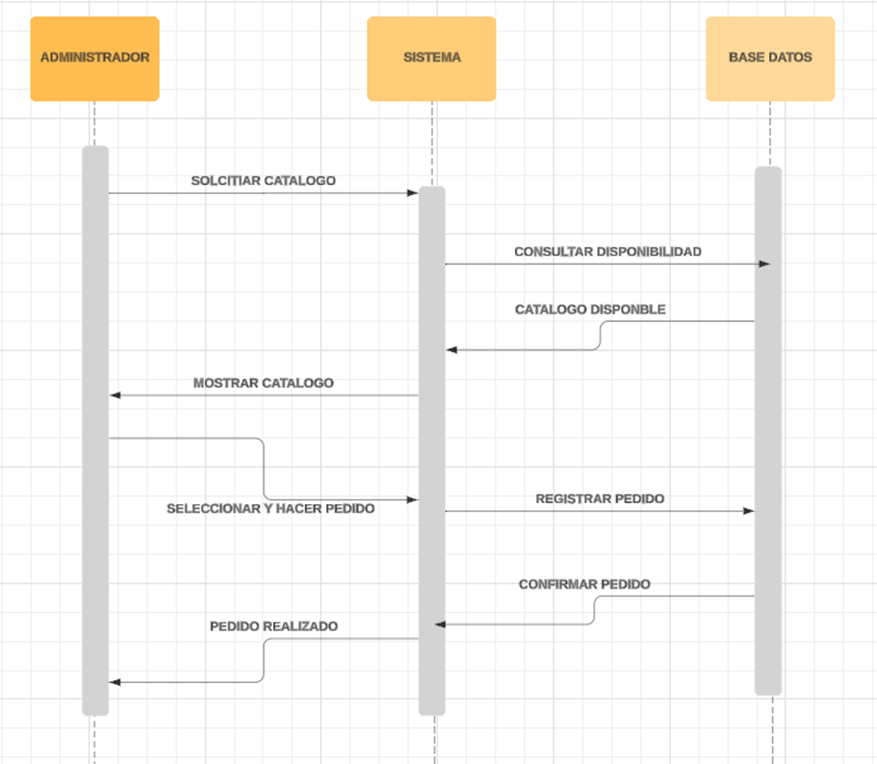 ADMINISTRADOR
SISTEMA
BASE DATOS
SOLCITIAR CATALOGO
CONSULTAR DISPONIBILIDAD
CATALOGO DISPONBLE
MOSTRAR CATALOGO
SELECCIONAR Y HACER PEDIDO
REGISTRAR PEDIDO
CONFIRMAR PEDIDO
PEDIDO REALIZADO